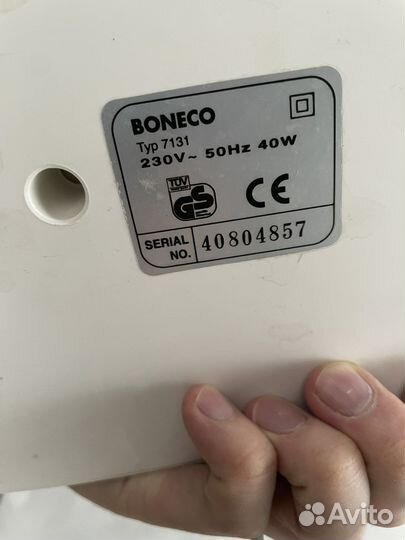 BONECO
Typ 7131
230V~ 50Hz 40W
TÜV
GS
CE
SERIAL NO. 40804857
Avito